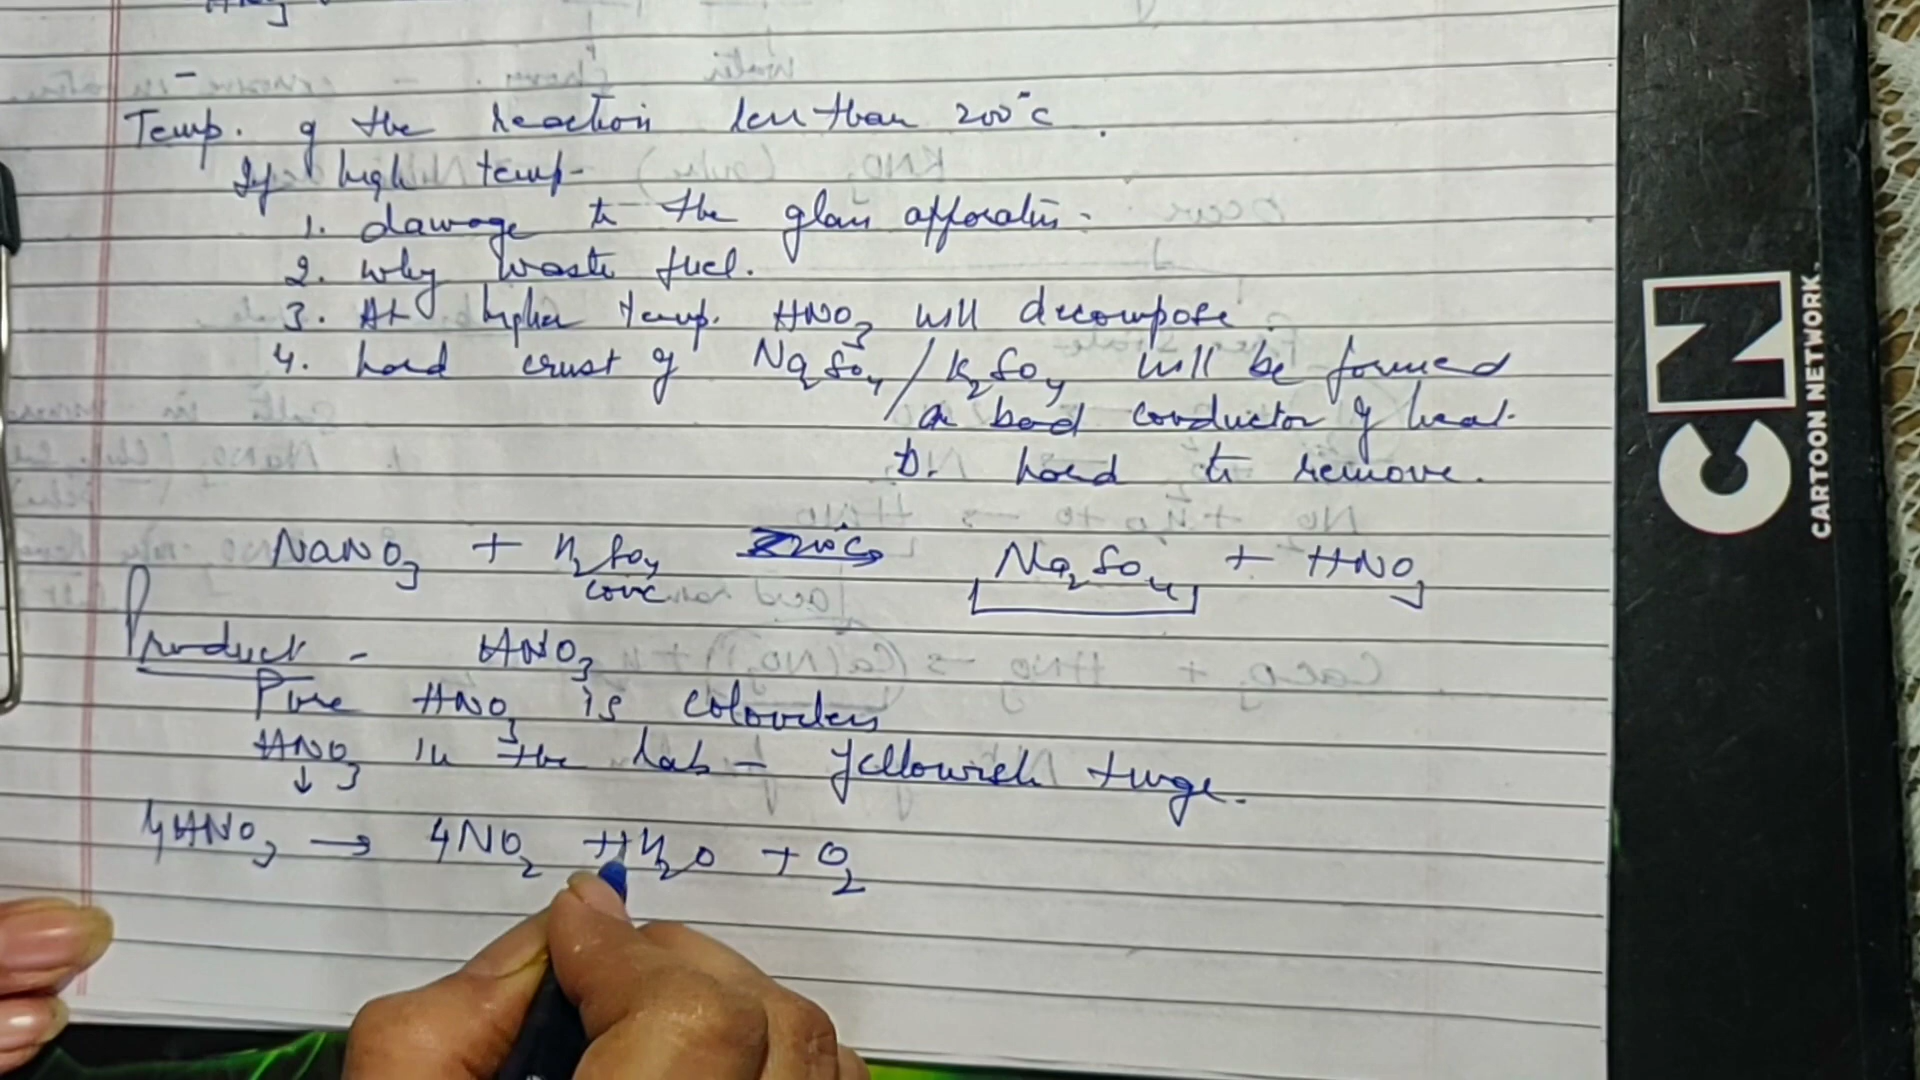 Temp. of the reaction less than 200°C.
If high temp-
1. damage to the glass apparatus.
2. why waste fuel.
3. At higher temp. HNO3 will decompose.
4. hard crust of Na2SO4 / K2SO4 will be formed
a bad conductor of heat.
b. hard to remove.
NaNO3 + H2SO4 Na2SO4 + HNO3
conc
Product - HNO3
Pure HNO3 is colourless
HNO3 in the lab - yellowish tinge.
↓
4HNO3 → 4NO2 + H2O + O2
CN
CARTOON NETWORK.